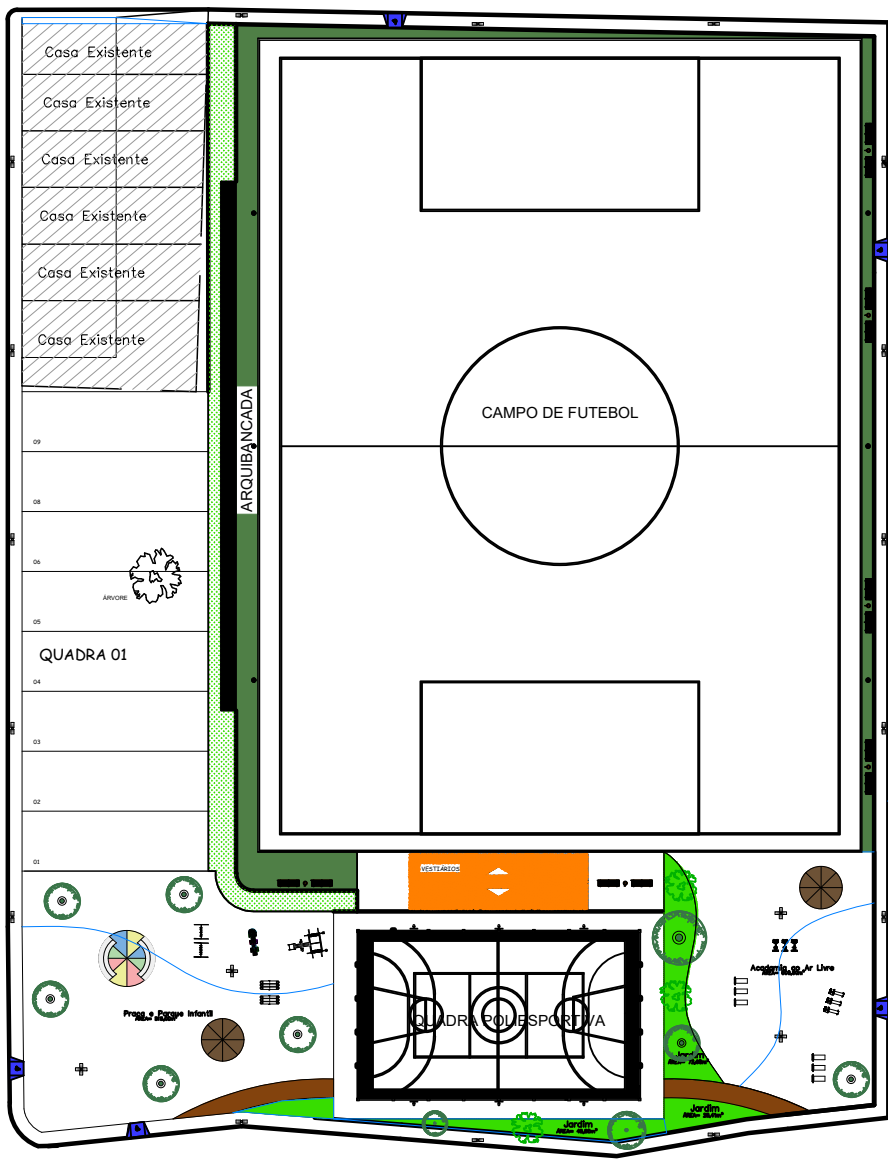 Casa Existente
Casa Existente
Casa Existente
Casa Existente
Casa Existente
Casa Existente
ARQUIBANCADA
CAMPO DE FUTEBOL
09
08
06
ÁRVORE
05
QUADRA 01
04
03
02
01
VESTIÁRIOS
Academia ao Ar Livre
Praça e Parque Infantil
QUADRA POLIESPORTIVA
Jardim
Jardim
Jardim